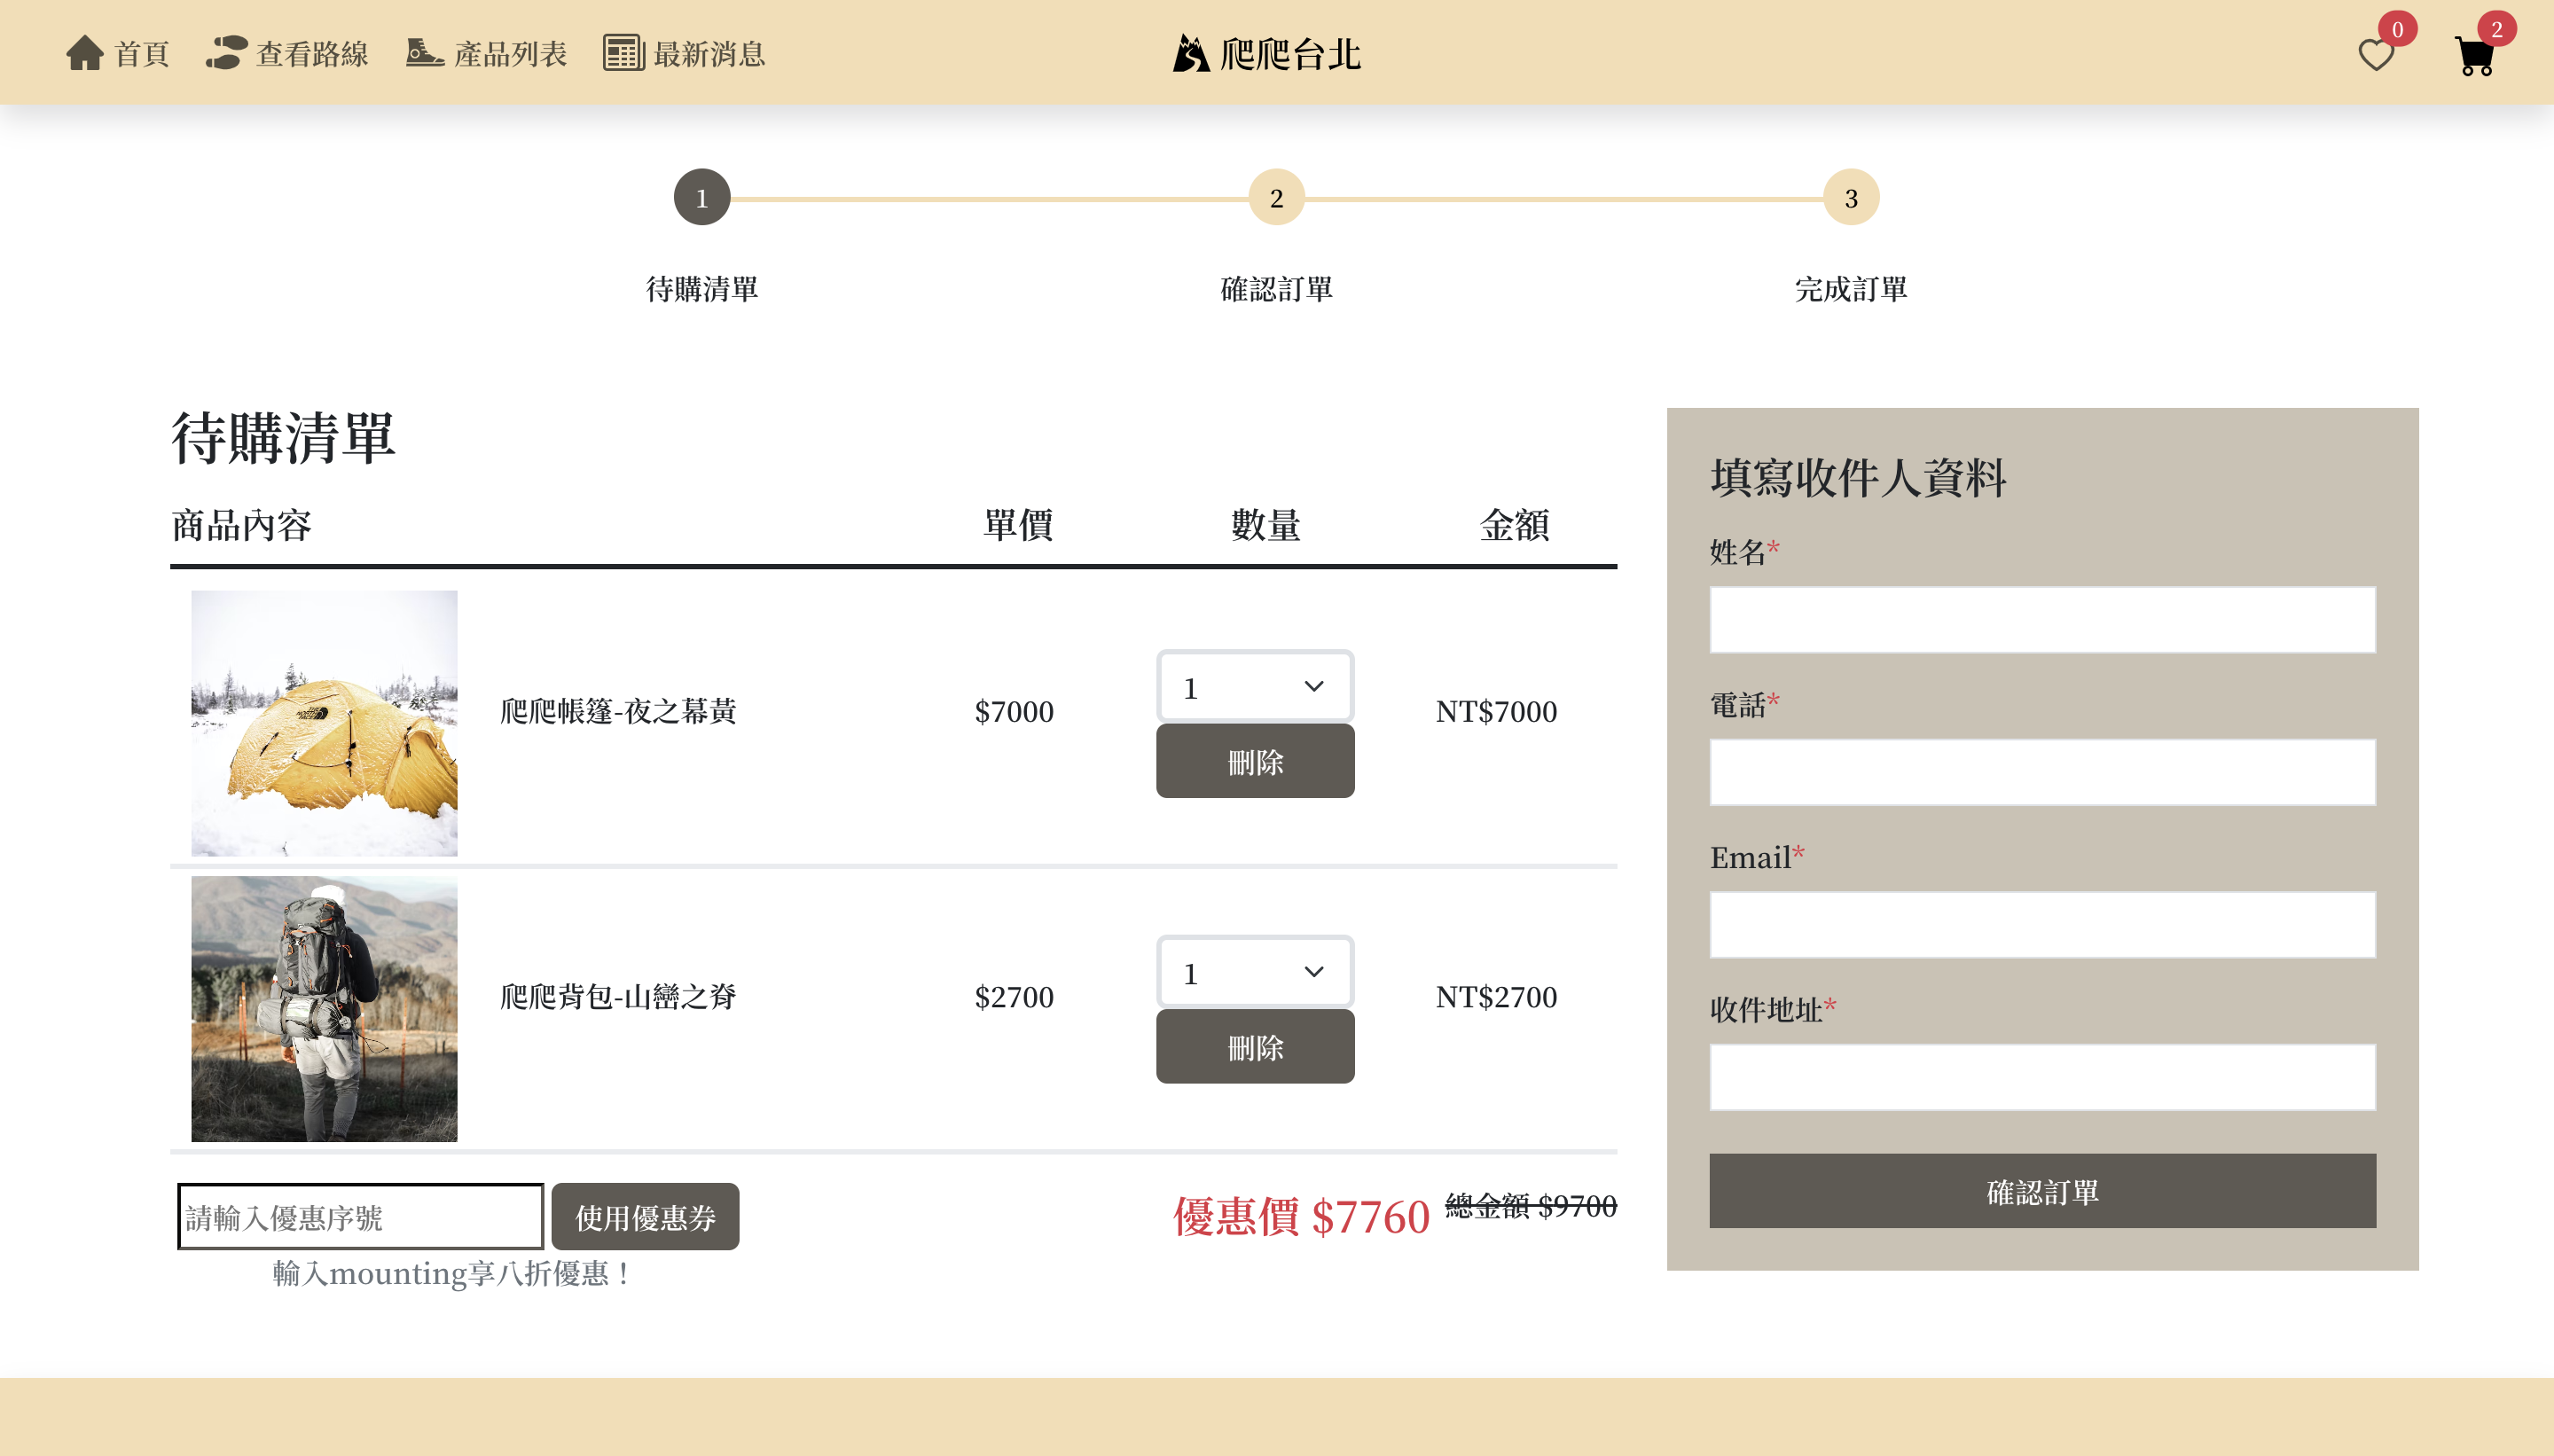 首頁 查看路線 產品列表 最新消息 爬爬台北 0 2
1 2 3
待購清單 確認訂單 完成訂單
待購清單
商品內容 單價 數量 金額
THE NORTH FACE
爬爬帳篷-夜之幕黃 $7000 1 NT$7000
刪除
爬爬背包-山巒之脊 $2700 1 NT$2700
刪除
請輸入優惠序號 使用優惠券 優惠價 $7760 總金額 $9700
輸入mounting享八折優惠！
填寫收件人資料
姓名*
電話*
Email*
收件地址*
確認訂單